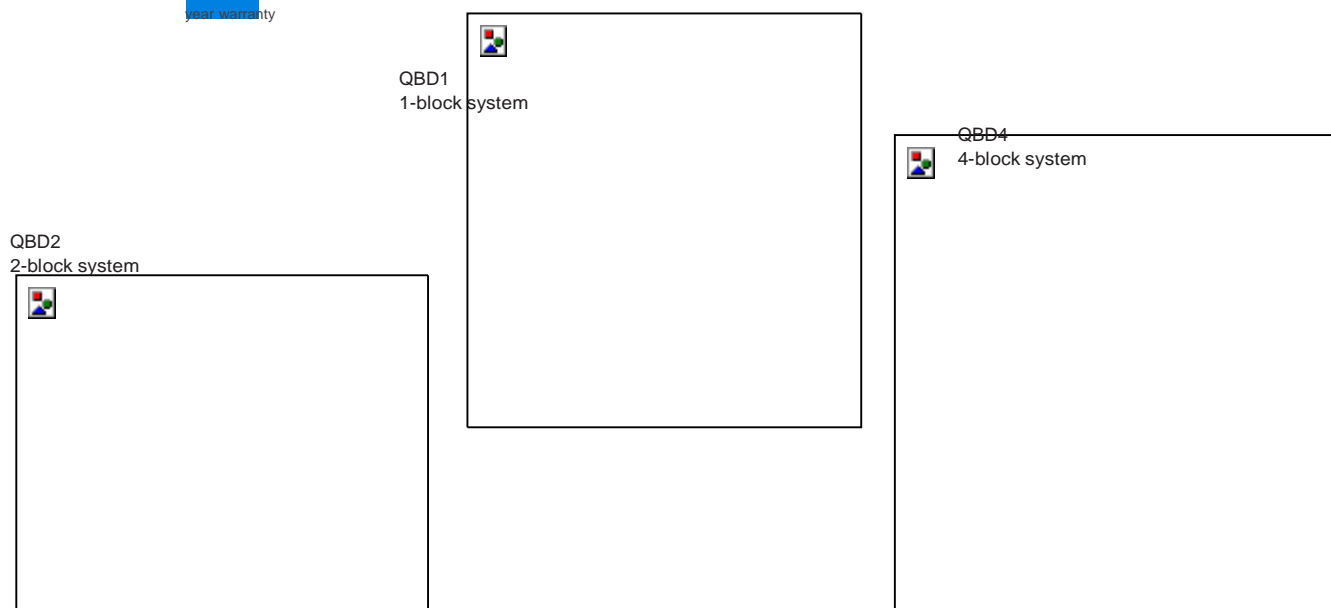 year warranty
QBD1
1-block system
QBD4
4-block system
QBD2
2-block system